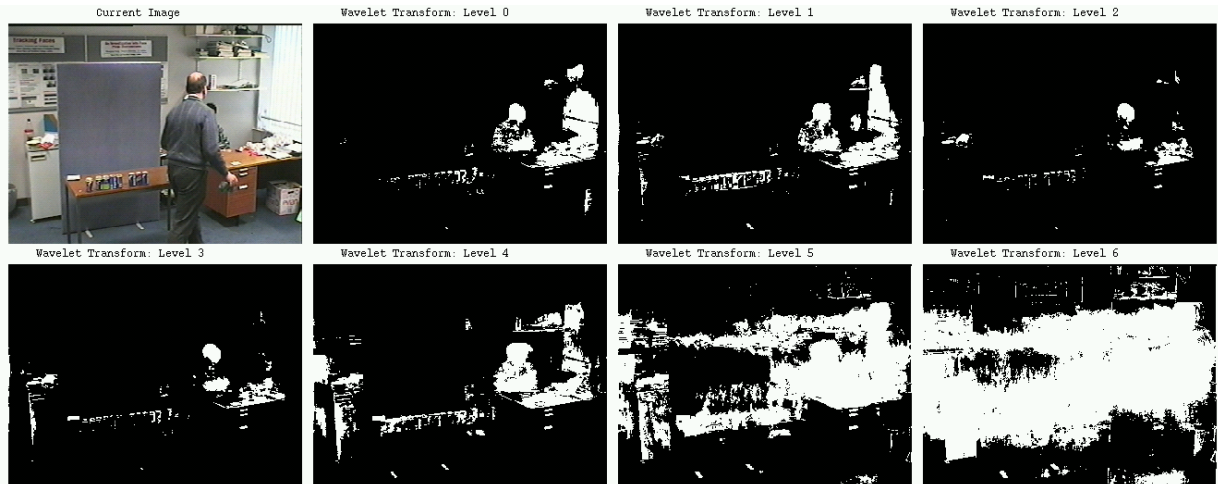 Current Image
Wavelet Transform: Level 0
Wavelet Transform: Level 1
Wavelet Transform: Level 2
Tracking Faces
Wavelet Transform: Level 3
Wavelet Transform: Level 4
Wavelet Transform: Level 5
Wavelet Transform: Level 6